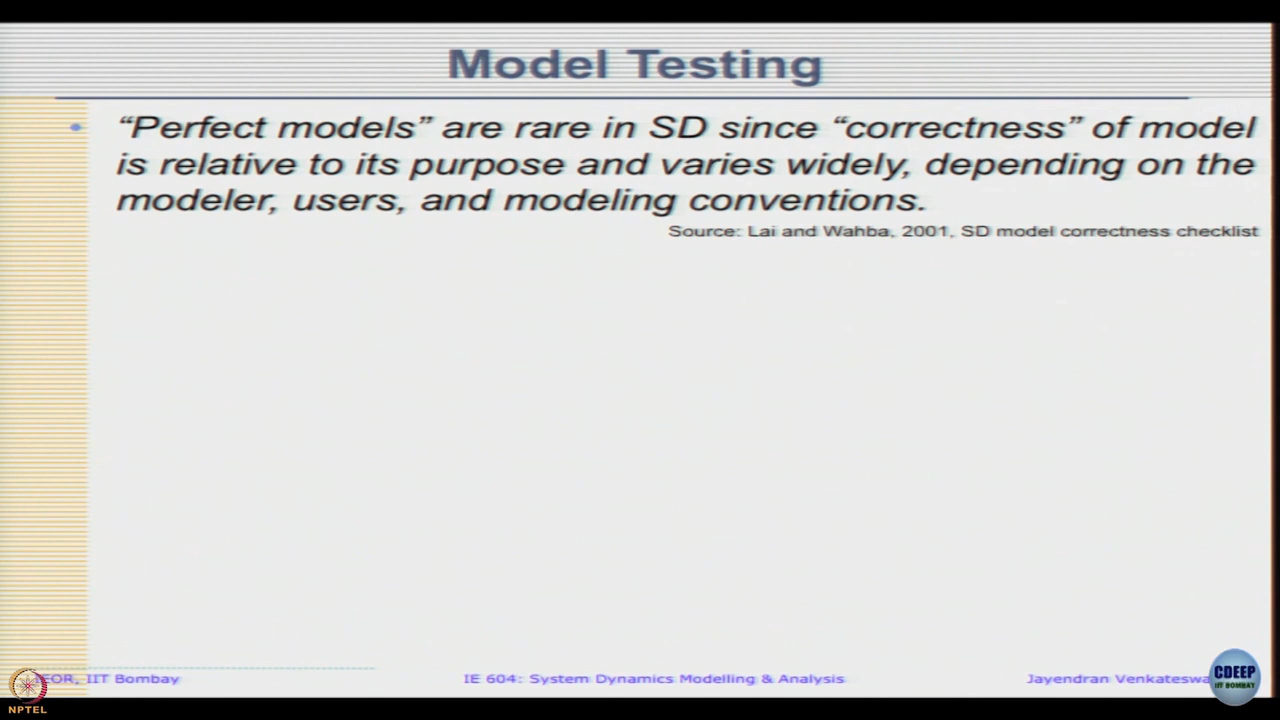 Model Testing
“Perfect models” are rare in SD since “correctness” of model
is relative to its purpose and varies widely, depending on the
modeler, users, and modeling conventions.
Source: Lai and Wahba, 2001, SD model correctness checklist
IIT Bombay
IE 604: System Dynamics Modelling & Analysis
Jayendran
CDEEP
IIT BOMBAY
NPTEL